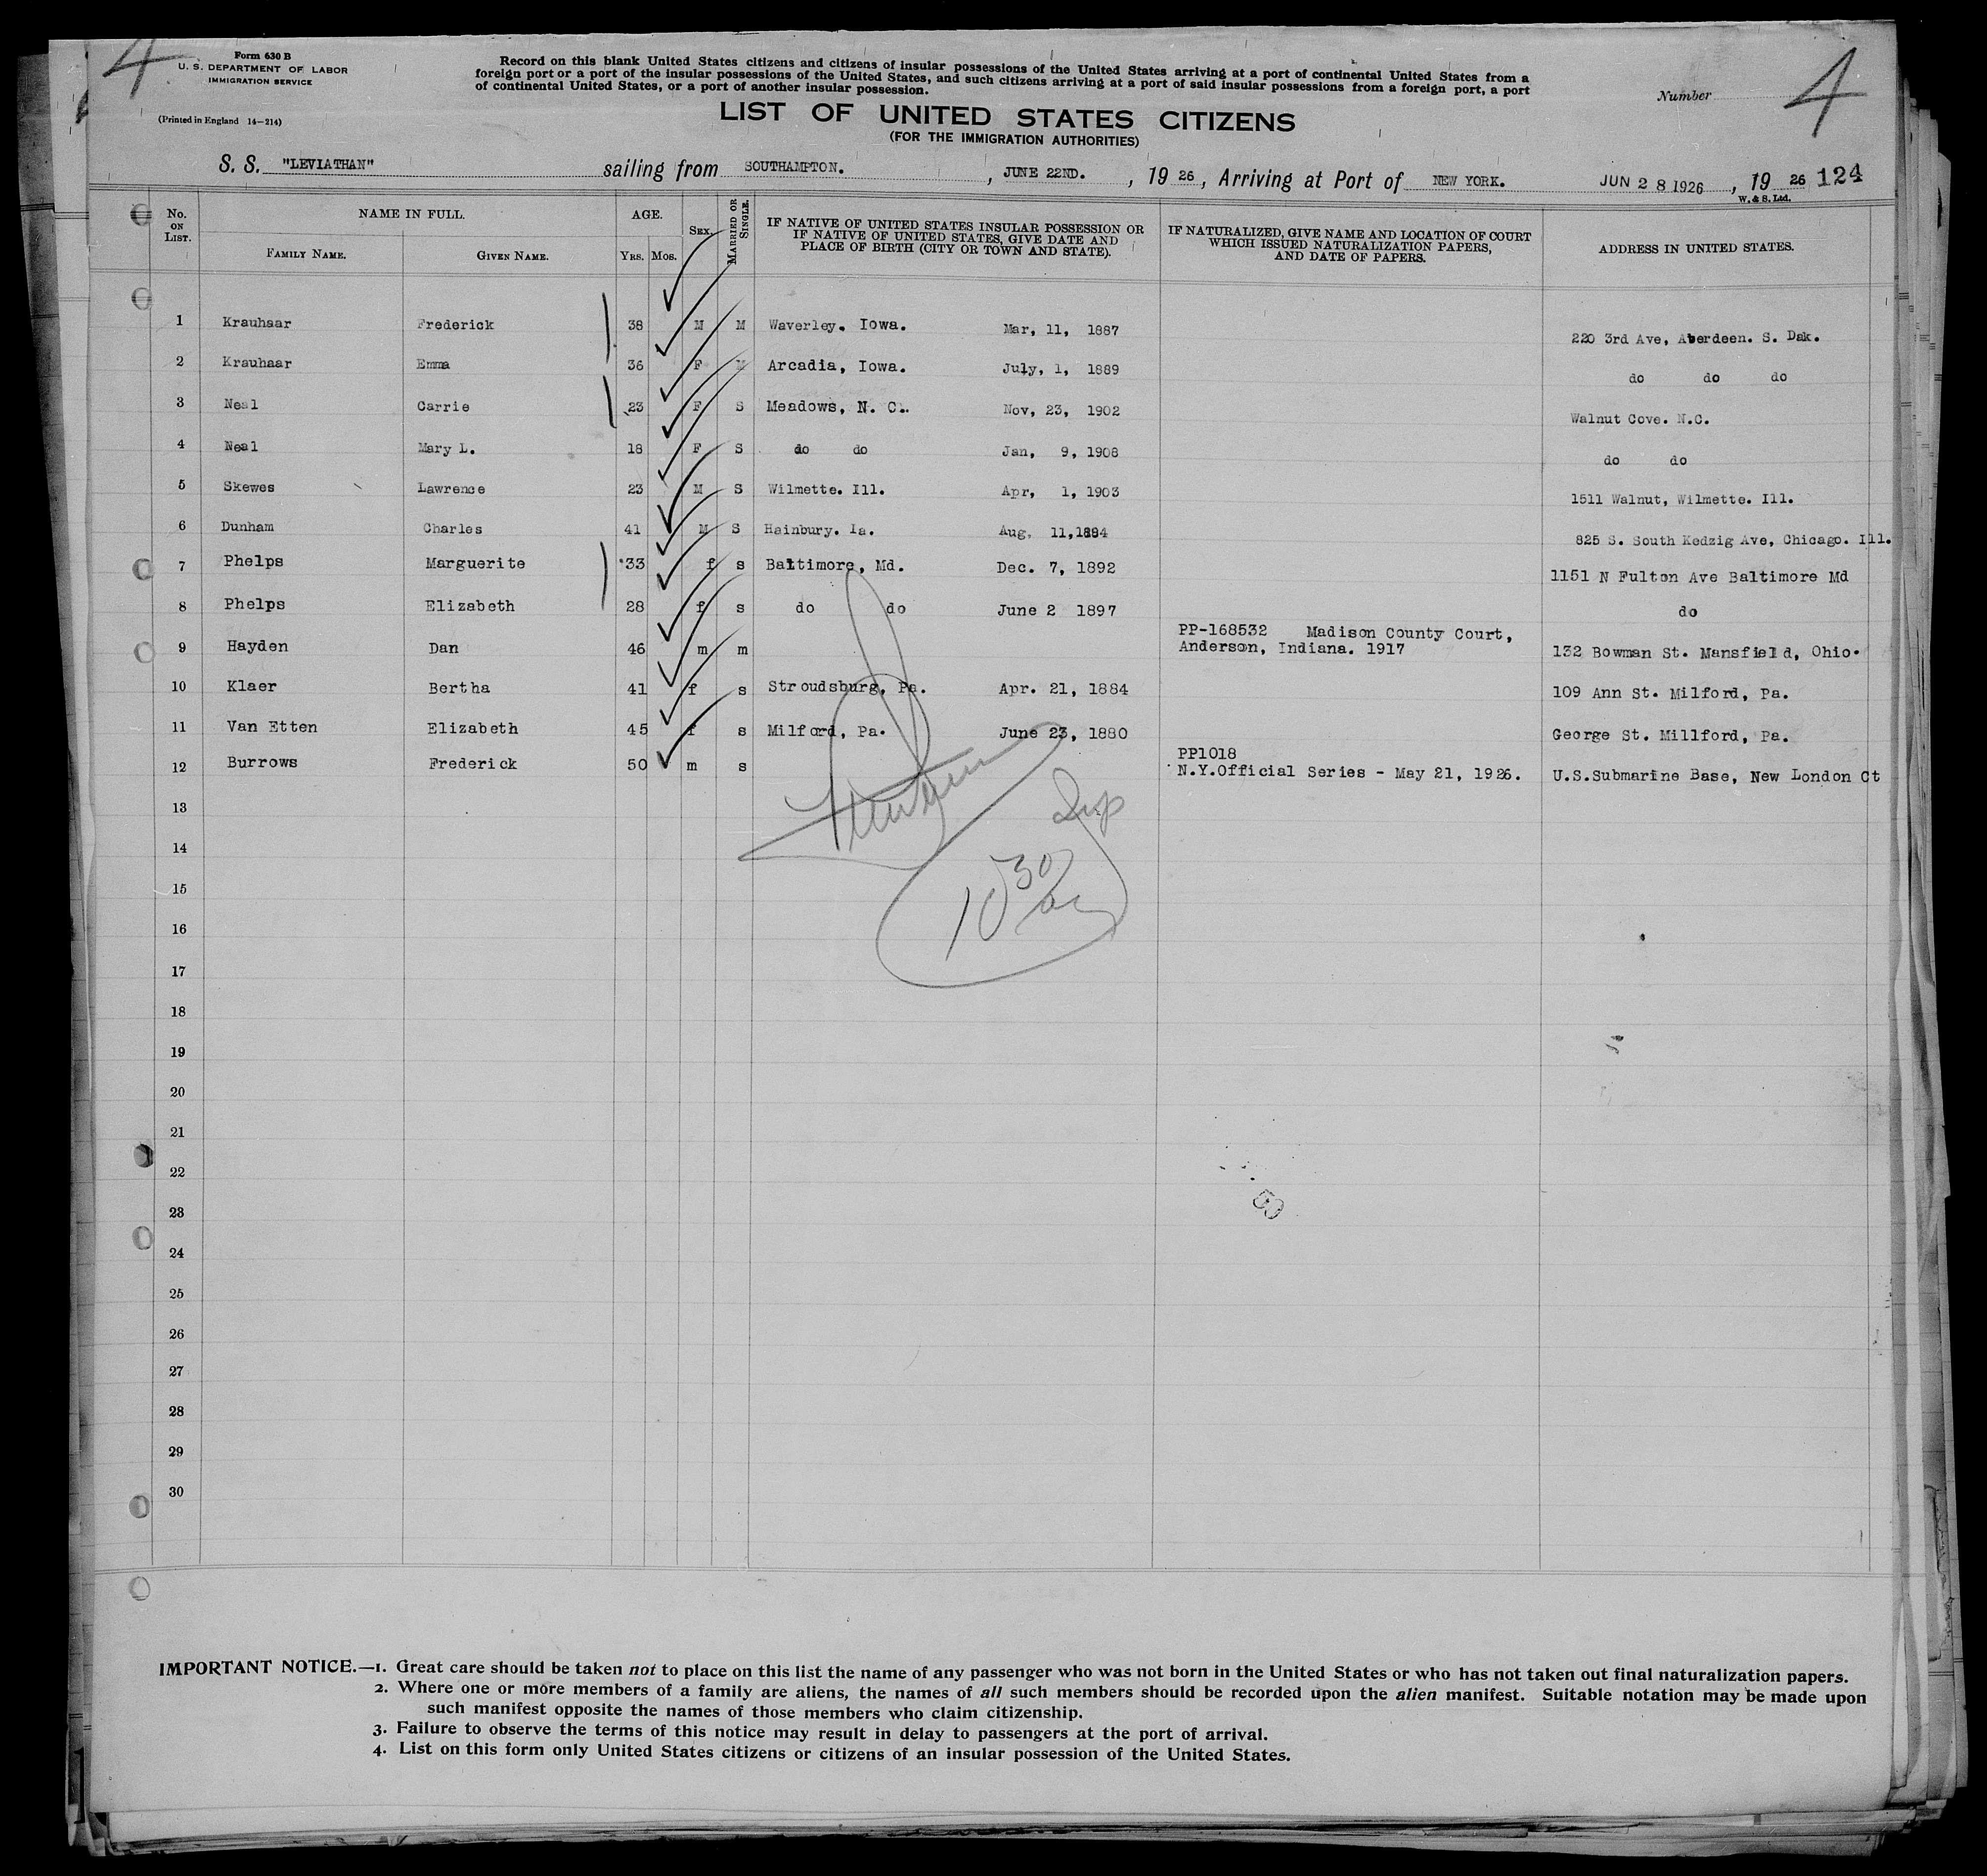 4
Form 630 B
U. S. DEPARTMENT OF LABOR
IMMIGRATION SERVICE
(Printed in England 14—214)
Record on this blank United States citizens and citizens of insular possessions of the United States arriving at a port of continental United States from a
foreign port or a port of the insular possessions of the United States, and such citizens arriving at a port of said insular possessions from a foreign port, a port
of continental United States, or a port of another insular possession.
Number 4
LIST OF UNITED STATES CITIZENS
(FOR THE IMMIGRATION AUTHORITIES)
S. S. "LEVIATHAN" sailing from SOUTHAMPTON. , JUNE 22ND. , 19 26 , Arriving at Port of NEW YORK. JUN 28 1926 , 19 26 124
W. & S. Ltd.
No. ON LIST. NAME IN FULL. AGE. SEX. MARRIED OR SINGLE. IF NATIVE OF UNITED STATES INSULAR POSSESSION OR IF NATIVE OF UNITED STATES, GIVE DATE AND PLACE OF BIRTH (CITY OR TOWN AND STATE). IF NATURALIZED, GIVE NAME AND LOCATION OF COURT WHICH ISSUED NATURALIZATION PAPERS, AND DATE OF PAPERS. ADDRESS IN UNITED STATES.
FAMILY NAME. GIVEN NAME. YRS. MOS.
1 Krauhaar Frederick 38 M M Waverley. Iowa. Mar, 11, 1887 220 3rd Ave, Aberdeen. S. Dak.
2 Krauhaar Emma 36 F M Arcadia, Iowa. July, 1, 1889 do do do
3 Neal Carrie 23 F S Meadows, N. C.. Nov, 23, 1902 Walnut Cove. N.C.
4 Neal Mary L. 18 F S do do Jan, 9, 1908 do do
5 Skewes Lawrence 23 M S Wilmette. Ill. Apr, 1, 1903 1511 Walnut, Wilmette. Ill.
6 Dunham Charles 41 M S Hainbury. Ia. Aug. 11,1884 825 S. South Kedzig Ave, Chicago. Ill.
7 Phelps Marguerite 33 f s Baltimore, Md. Dec. 7, 1892 1151 N Fulton Ave Baltimore Md
8 Phelps Elizabeth 28 f s do do June 2 1897 do
9 Hayden Dan 46 m m PP-168532 Madison County Court,
Anderson, Indiana. 1917 132 Bowman St. Mansfield, Ohio.
10 Klaer Bertha 41 f s Stroudsburg, Pa. Apr. 21, 1884 109 Ann St. Milford, Pa.
11 Van Etten Elizabeth 45 f s Milford, Pa. June 23, 1880 George St. Millford, Pa.
12 Burrows Frederick 50 m s PP1018
N.Y.Official Series - May 21, 1926. U.S.Submarine Base, New London Ct
13
14
15
16
17
18
19
20
21
22
23
24
25
26
27
28
29
30
10 30
IMPORTANT NOTICE.—1. Great care should be taken not to place on this list the name of any passenger who was not born in the United States or who has not taken out final naturalization papers.
2. Where one or more members of a family are aliens, the names of all such members should be recorded upon the alien manifest. Suitable notation may be made upon
such manifest opposite the names of those members who claim citizenship.
3. Failure to observe the terms of this notice may result in delay to passengers at the port of arrival.
4. List on this form only United States citizens or citizens of an insular possession of the United States.